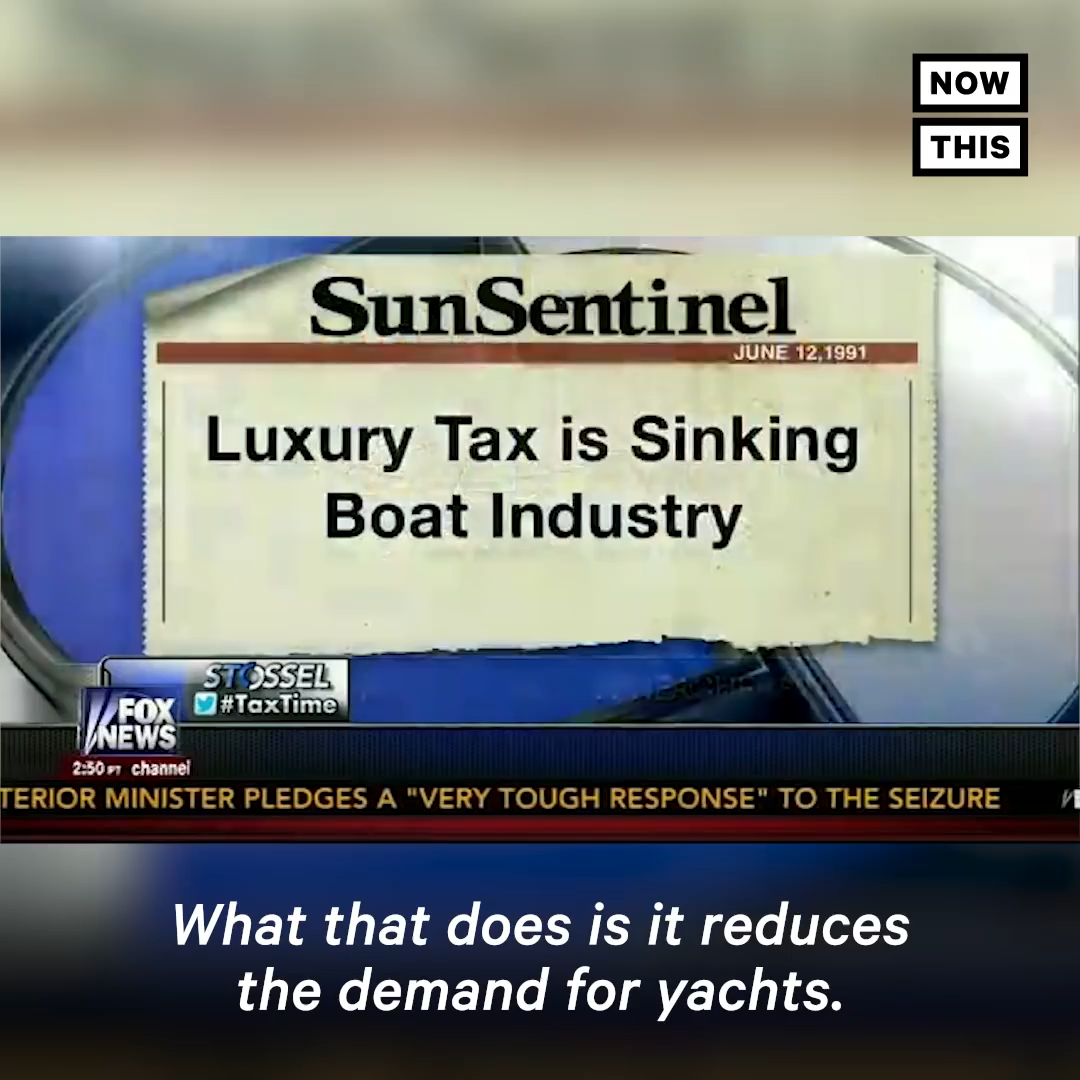 NOW
THIS
SunSentinel
JUNE 12,1991
Luxury Tax is Sinking
Boat Industry
STOSSEL
#TaxTime
FOX
NEWS
2:50 PT channel
TERIOR MINISTER PLEDGES A "VERY TOUGH RESPONSE" TO THE SEIZURE
What that does is it reduces
the demand for yachts.